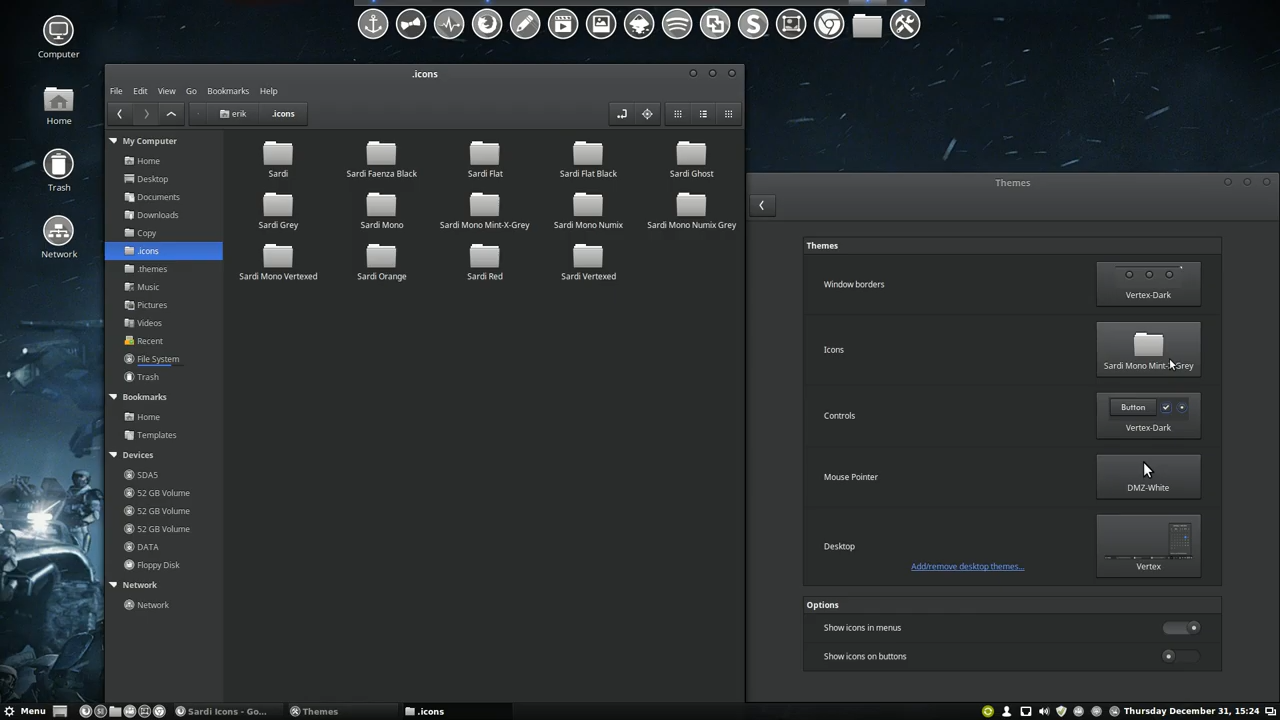 Computer
Home
Trash
Network
.icons
File Edit View Go Bookmarks Help
erik .icons
My Computer
Home
Desktop
Documents
Downloads
Copy
.icons
.themes
Music
Pictures
Videos
Recent
File System
Trash
Bookmarks
Home
Templates
Devices
SDA5
52 GB Volume
52 GB Volume
52 GB Volume
DATA
Floppy Disk
Network
Network
Sardi Sardi Faenza Black Sardi Flat Sardi Flat Black Sardi Ghost
Sardi Grey Sardi Mono Sardi Mono Mint-X-Grey Sardi Mono Numix Sardi Mono Numix Grey
Sardi Mono Vertexed Sardi Orange Sardi Red Sardi Vertexed
Themes
Themes
Window borders
Vertex-Dark
Icons
Sardi Mono Mint-X-Grey
Controls
Button
Vertex-Dark
Mouse Pointer
DMZ-White
Desktop
Add/remove desktop themes...
Vertex
Options
Show icons in menus
Show icons on buttons
Menu Sardi Icons - Go... Themes .icons Thursday December 31, 15:24